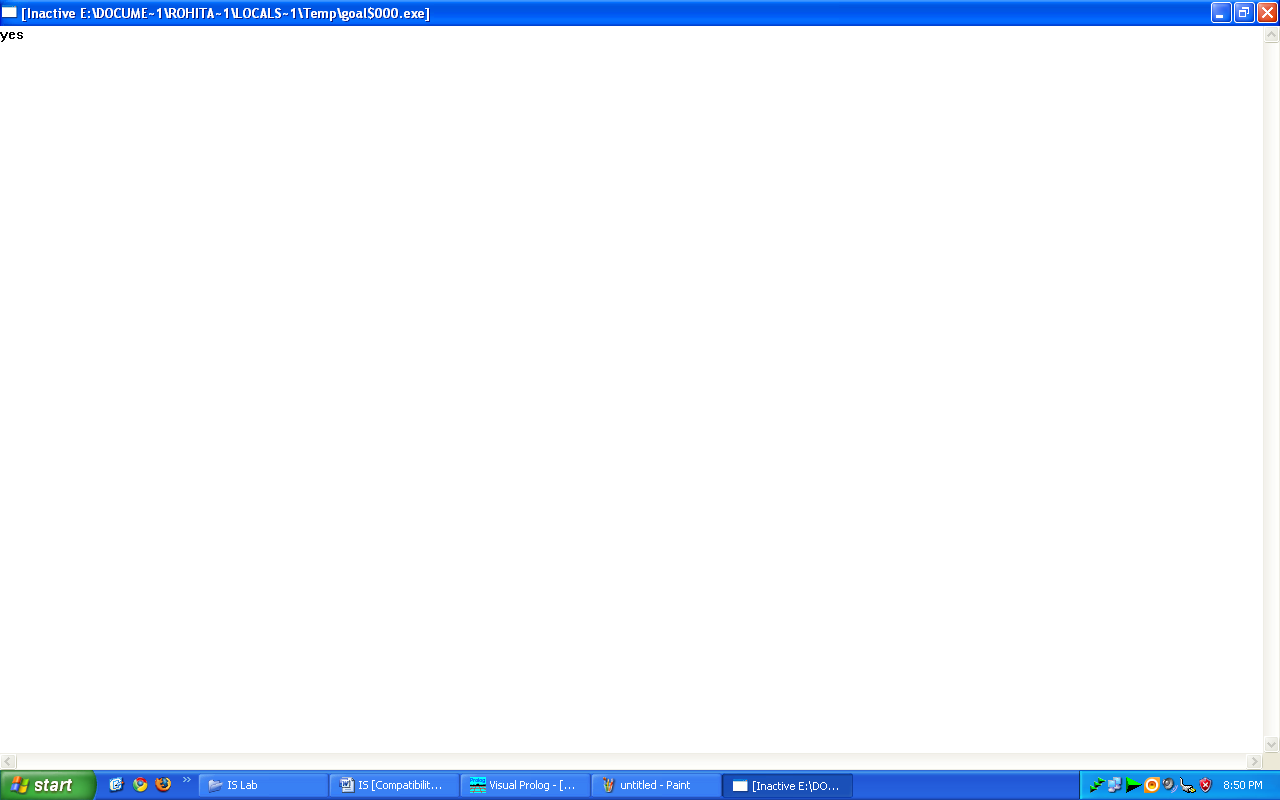 [Inactive E:\DOCUME~1\ROHITA~1\LOCALS~1\Temp\goal$000.exe]
yes
start
IS Lab
IS [Compatibilit...
Visual Prolog - [...
untitled - Paint
[Inactive E:\DO...
8:50 PM